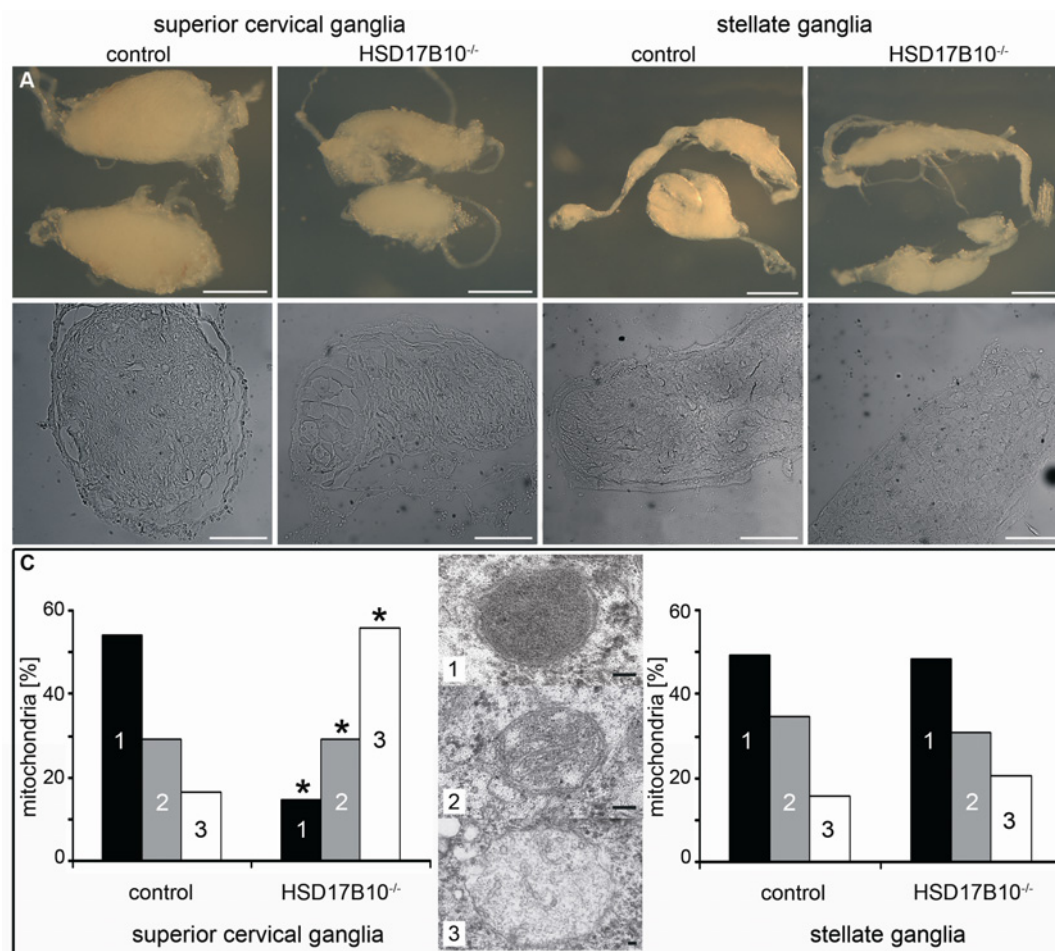 superior cervical ganglia stellate ganglia
control HSD17B10-/- control HSD17B10-/-
A
C
60
40
20
0
mitochondria [%]
1
2
3
*
1
*
2
*
3
control HSD17B10-/-
superior cervical ganglia
1
2
3
60
40
20
0
mitochondria [%]
1
2
3
1
2
3
control HSD17B10-/-
stellate ganglia